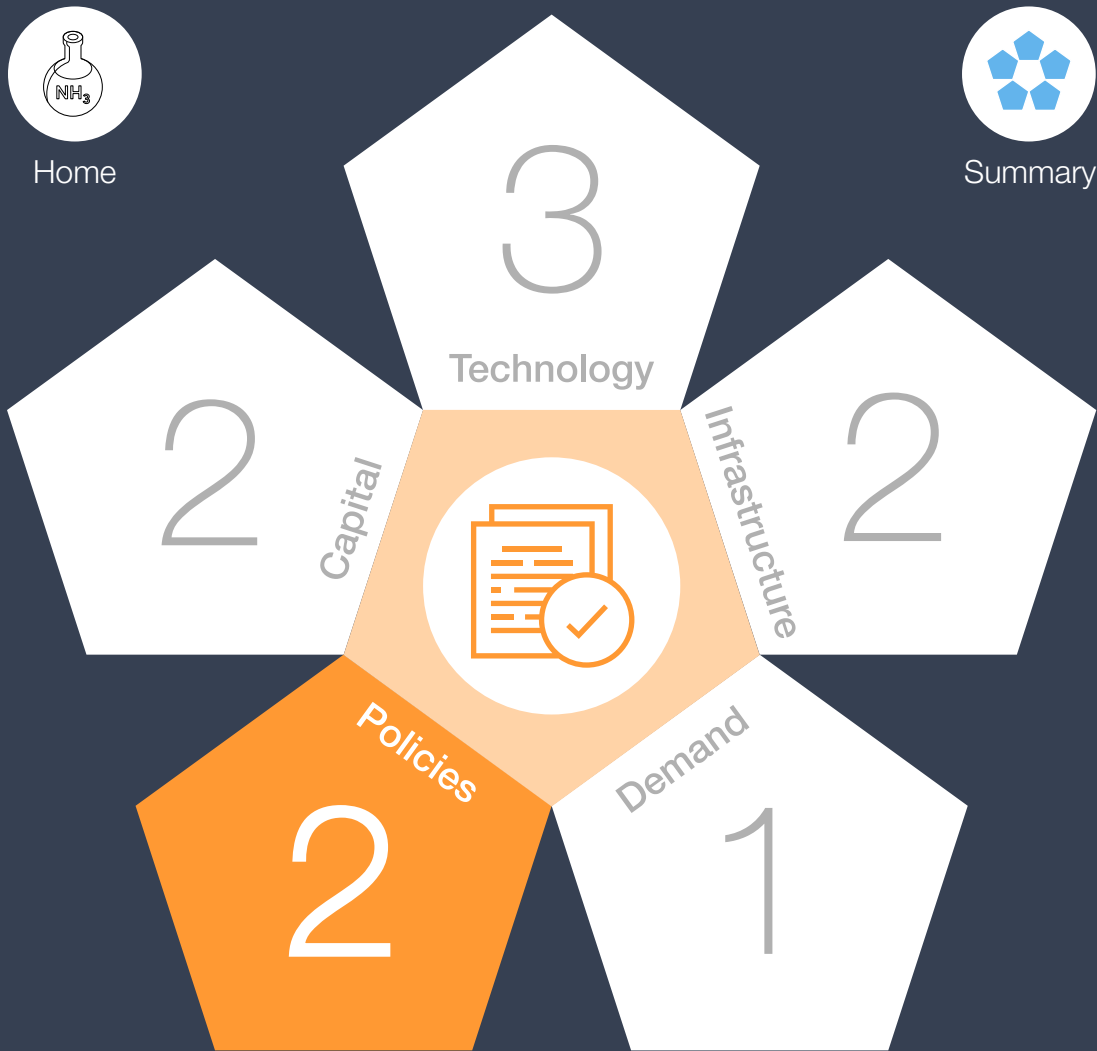 NH₃
Home
Summary
3
Technology
2
Capital
2
Infrastructure
Policies
2
Demand
1